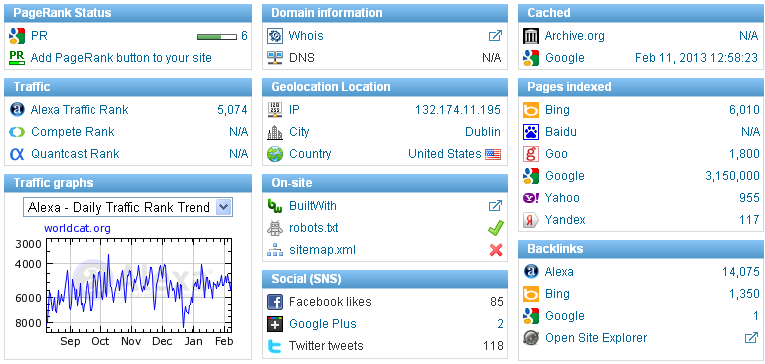 PageRank Status
PR 6
Add PageRank button to your site
Traffic
Alexa Traffic Rank 5,074
Compete Rank N/A
Quantcast Rank N/A
Traffic graphs
Alexa - Daily Traffic Rank Trend
worldcat.org
3000
4000
6000
8000
Sep Oct Nov Dec Jan Feb
Domain information
Whois
DNS N/A
Geolocation Location
IP 132.174.11.195
City Dublin
Country United States
On-site
BuiltWith
robots.txt
sitemap.xml
Social (SNS)
Facebook likes 85
Google Plus 2
Twitter tweets 118
Cached
Archive.org N/A
Google Feb 11, 2013 12:58:23
Pages indexed
Bing 6,010
Baidu N/A
Goo 1,800
Google 3,150,000
Yahoo 955
Yandex 117
Backlinks
Alexa 14,075
Bing 1,350
Google 1
Open Site Explorer